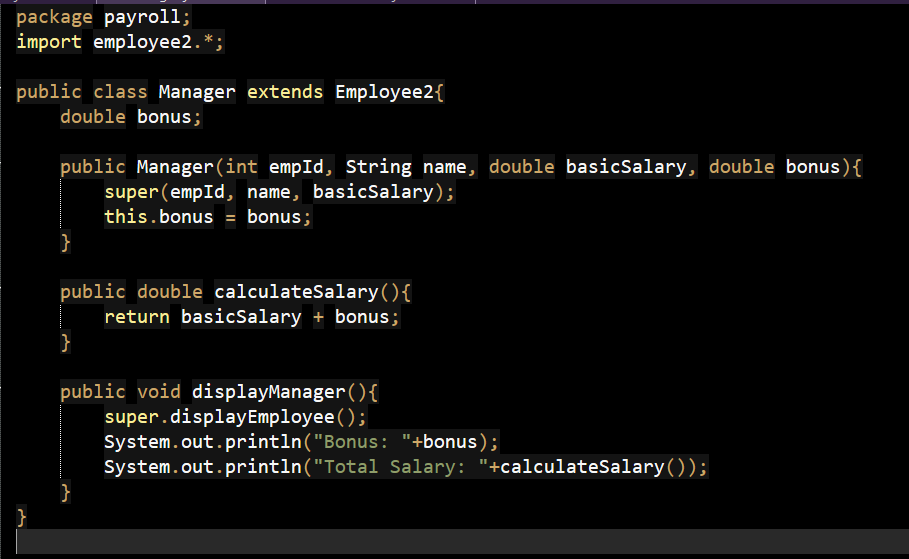 package payroll;
import employee2.*;
public class Manager extends Employee2{
double bonus;
public Manager(int empId, String name, double basicSalary, double bonus){
super(empId, name, basicSalary);
this.bonus = bonus;
}
public double calculateSalary(){
return basicSalary + bonus;
}
public void displayManager(){
super.displayEmployee();
System.out.println("Bonus: "+bonus);
System.out.println("Total Salary: "+calculateSalary());
}
}